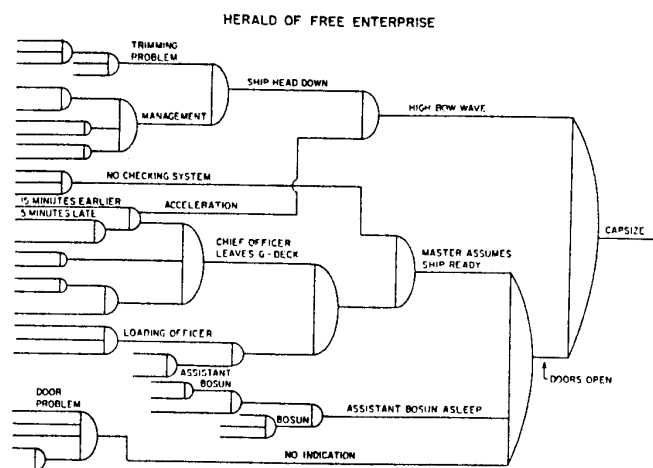 HERALD OF FREE ENTERPRISE
TRIMMING
PROBLEM
SHIP HEAD DOWN
HIGH BOW WAVE
MANAGEMENT
NO CHECKING SYSTEM
15 MINUTES EARLIER
ACCELERATION
5 MINUTES LATE
CHIEF OFFICER
LEAVES G-DECK
MASTER ASSUMES
SHIP READY
CAPSIZE
LOADING OFFICER
ASSISTANT
BOSUN
DOORS OPEN
DOOR
PROBLEM
BOSUN
ASSISTANT BOSUN ASLEEP
NO INDICATION